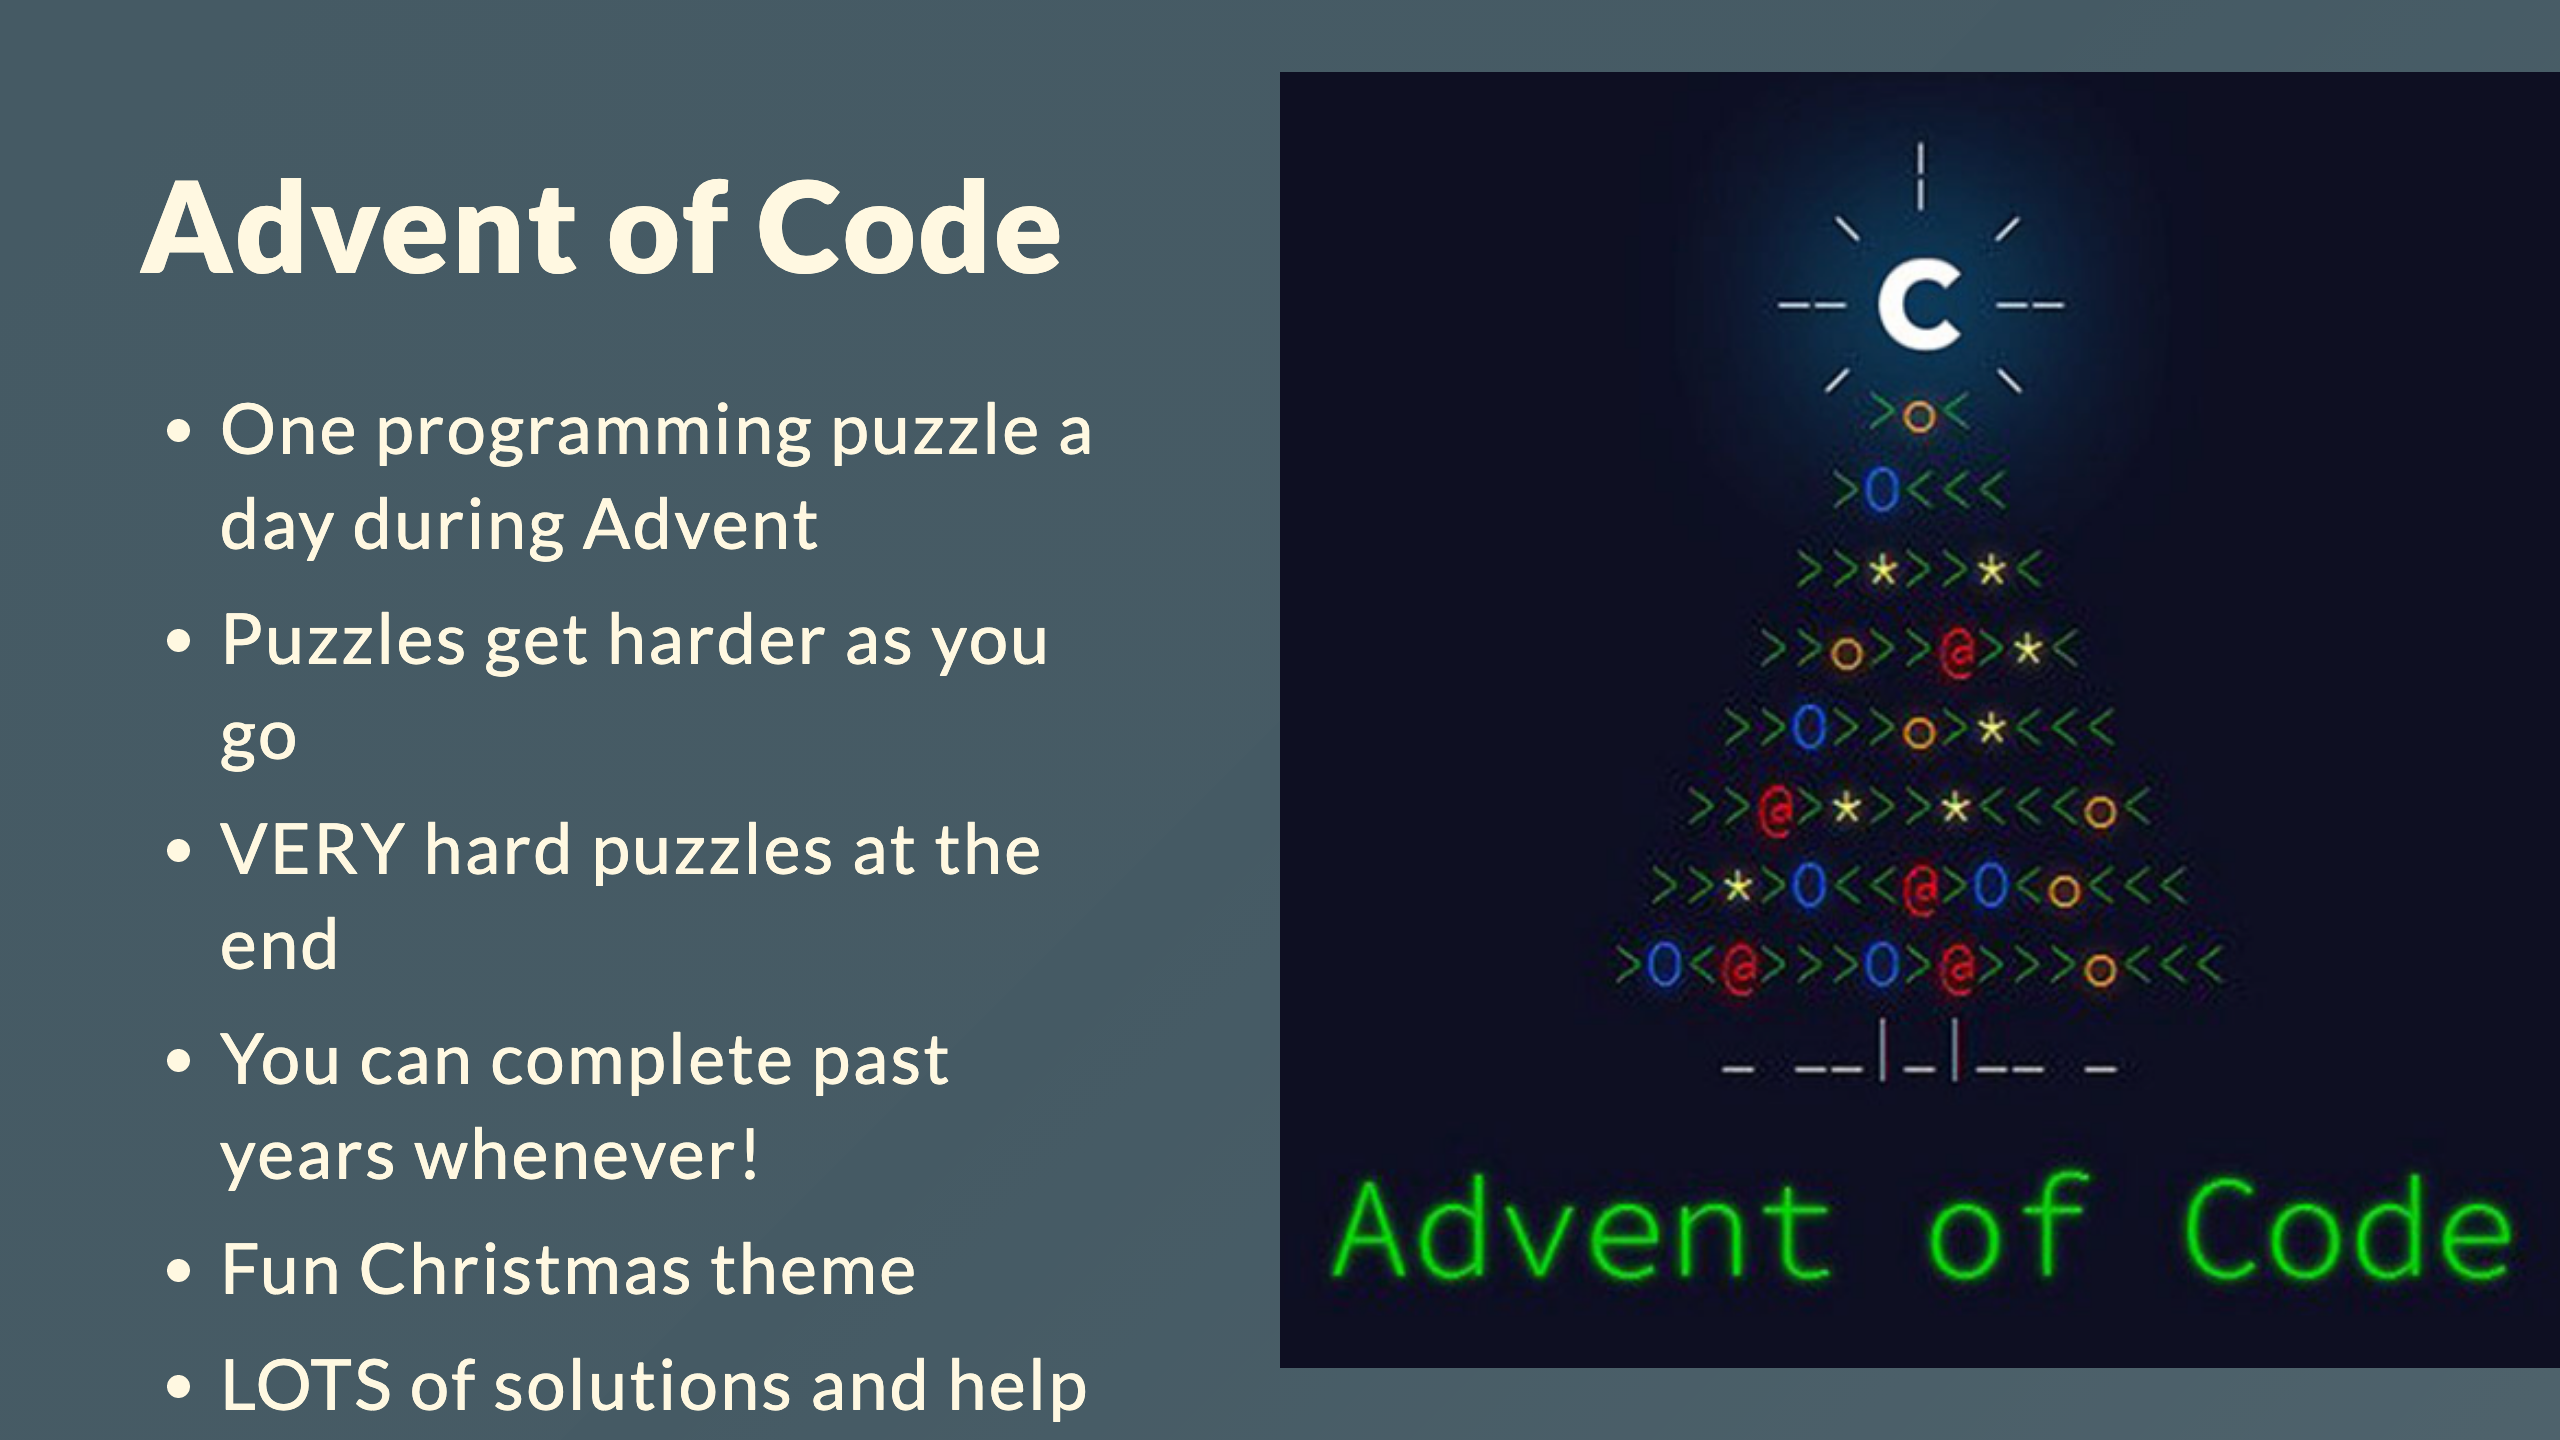 Advent of Code
• One programming puzzle a
day during Advent
• Puzzles get harder as you
go
• VERY hard puzzles at the
end
• You can complete past
years whenever!
• Fun Christmas theme
• LOTS of solutions and help
|
|
\ /
-- C --
/ \
>o<
>O<<<
>>*>>*<
>>o>>@>*<
>>O>>o>*<<<
>>@>*>>*<<<o<
>>*>O<<@>O<o<<<
>O<@>>>O>@>>>o<<<
_ __|_|__ _
Advent of Code